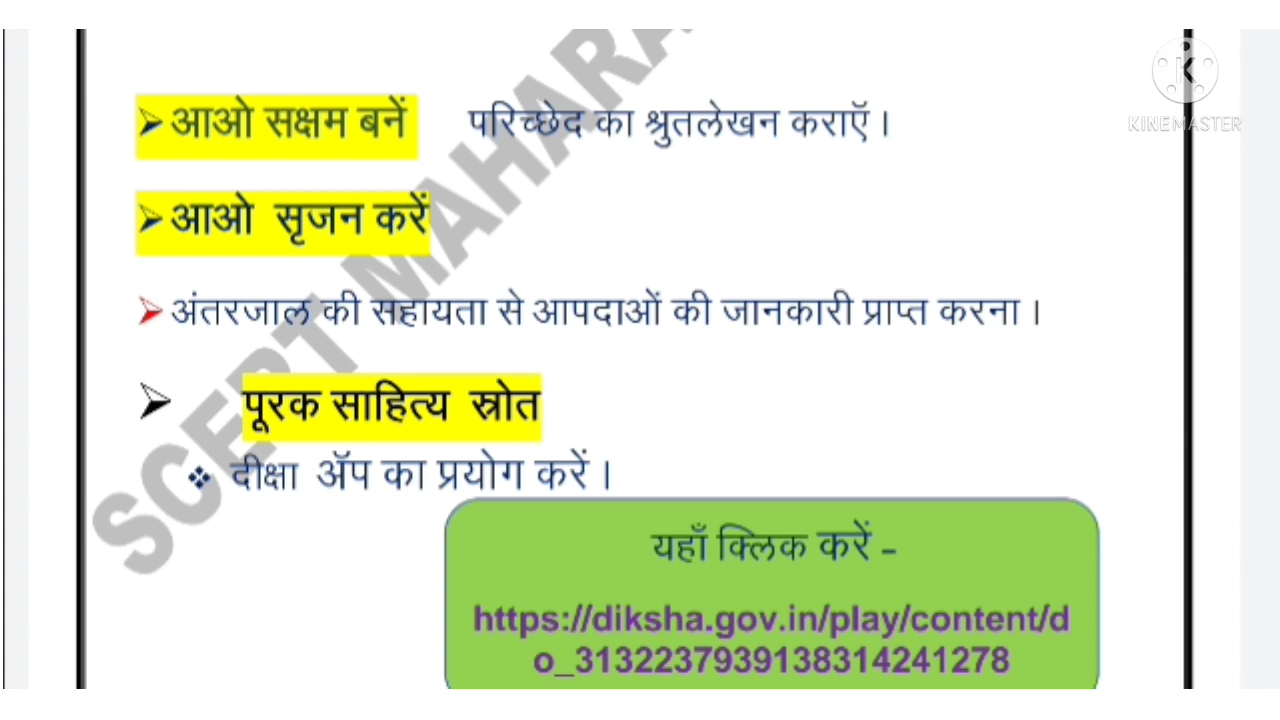 ➢आओ सक्षम बनें परिच्छेद का श्रुतलेखन कराऍ ।
KINEMASTER
➢आओ सृजन करें
➢अंतरजाल की सहायता से आपदाओं की जानकारी प्राप्त करना ।
➢ पूरक साहित्य स्रोत
❖ दीक्षा ॲप का प्रयोग करें ।
यहाँ क्लिक करें -
https://diksha.gov.in/play/content/d
o_3132237939138314241278
SCERT MAHARA